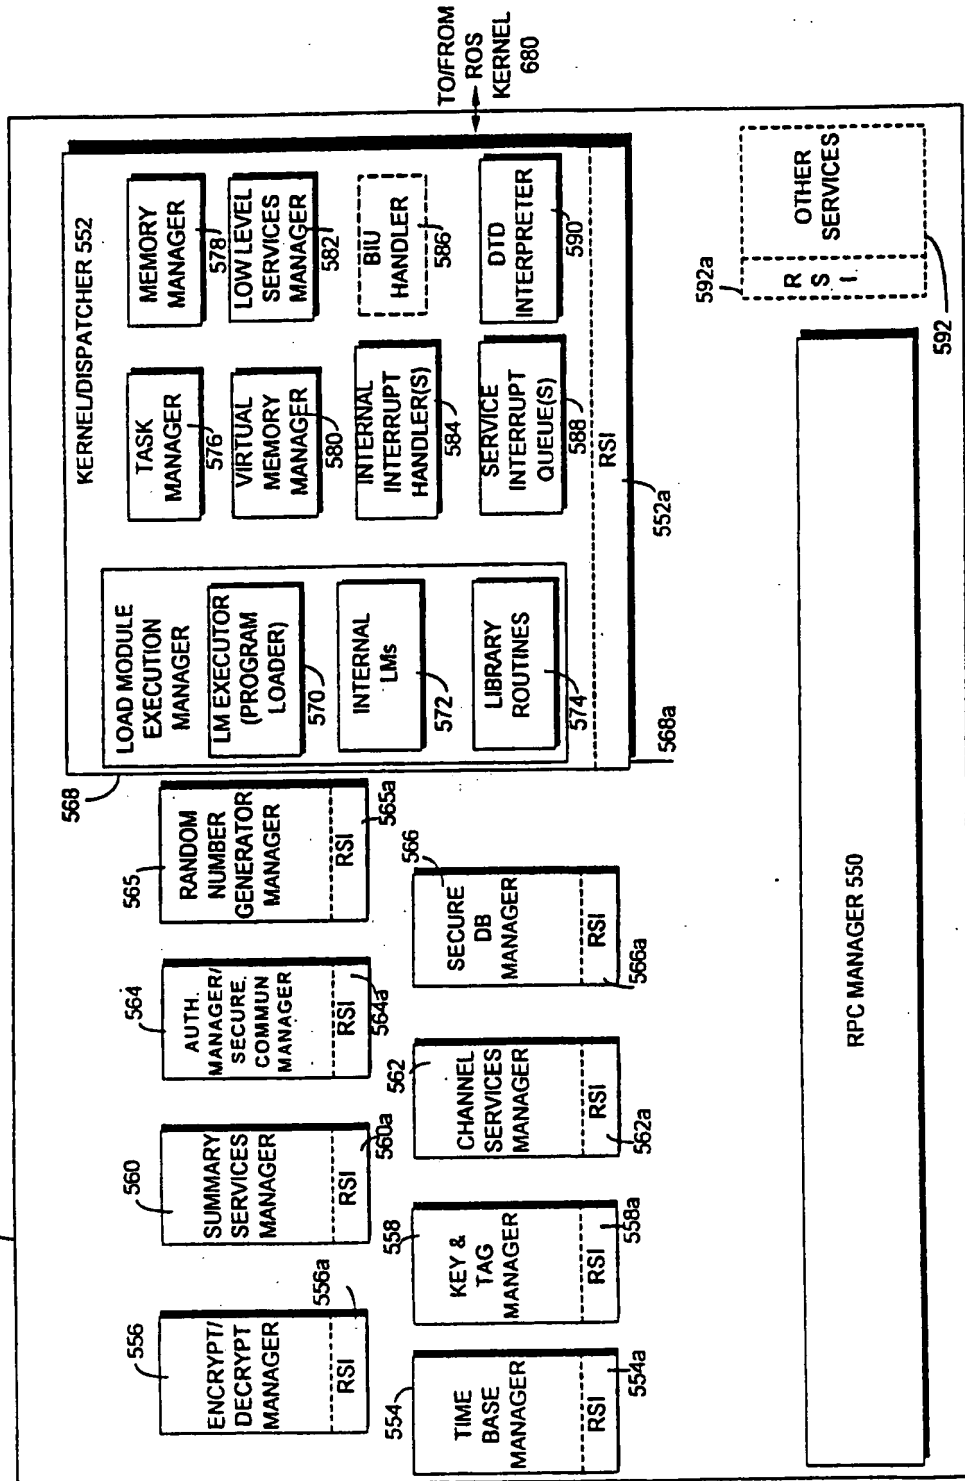 KERNEL/DISPATCHER 552
TO/FROM
ROS
KERNEL
680
568
LOAD MODULE
EXECUTION
MANAGER
LM EXECUTOR
(PROGRAM
LOADER)
570
INTERNAL
LMs
572
LIBRARY
ROUTINES
574
568a
TASK
MANAGER
576
VIRTUAL
MEMORY
MANAGER
580
INTERNAL
INTERRUPT
HANDLER(S)
584
SERVICE
INTERRUPT
QUEUE(S)
588
MEMORY
MANAGER
578
LOW LEVEL
SERVICES
MANAGER
582
BIU
HANDLER
586
DTD
INTERPRETER
590
RSI
552a
556
ENCRYPT/
DECRYPT
MANAGER
RSI
556a
560
SUMMARY
SERVICES
MANAGER
RSI
560a
564
AUTH.
MANAGER/
SECURE.
COMMUN
MANAGER
RSI
564a
565
RANDOM
NUMBER
GENERATOR
MANAGER
RSI
565a
554
TIME
BASE
MANAGER
RSI
554a
558
KEY &
TAG
MANAGER
RSI
558a
562
CHANNEL
SERVICES
MANAGER
RSI
562a
566
SECURE
DB
MANAGER
RSI
566a
592a
RSI
OTHER
SERVICES
592
RPC MANAGER 550